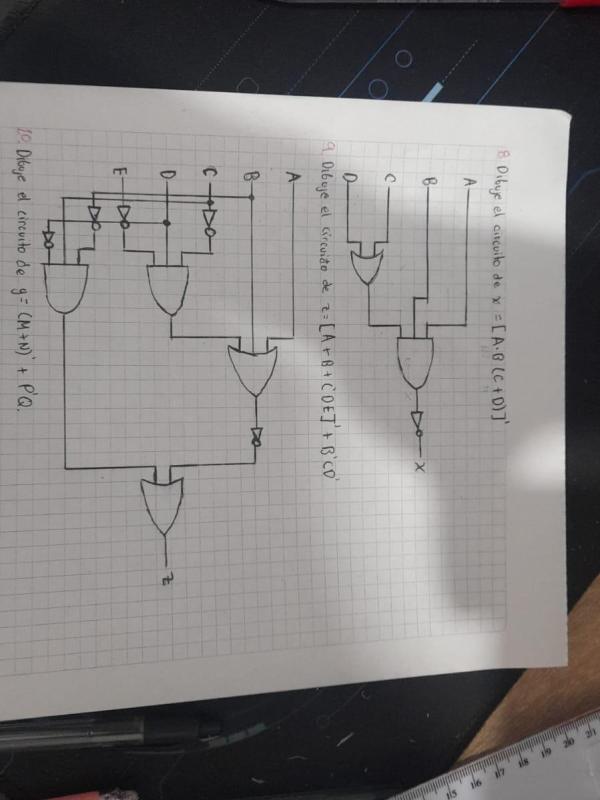 8. Dibuje el circuito de x = [A·B(C+D)]'
A
B
C
D
X
9. Dibuje el circuito de z = [A+B+C'DE]' + B'CD'
A
B
C
D
E
Z
10. Dibuje el circuito de y = (M+N)' + P'Q.
15 16 17 18 19 20 21